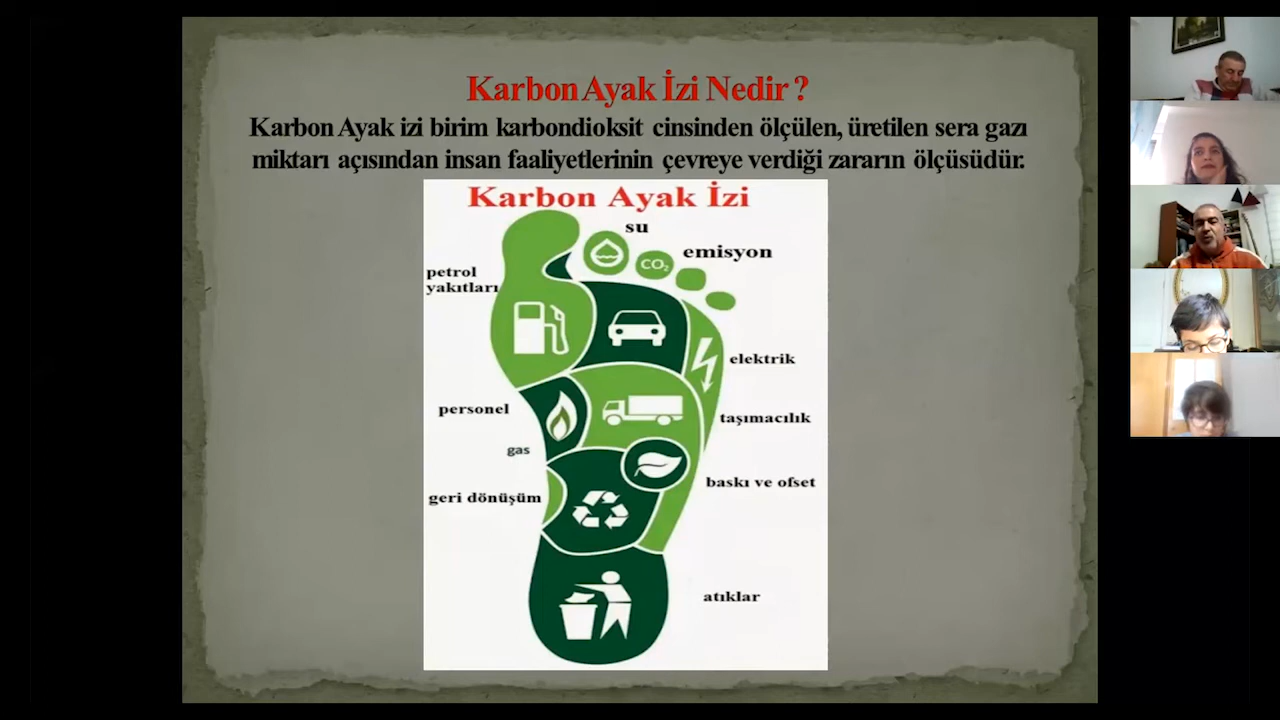 Karbon Ayak İzi Nedir ?
Karbon Ayak izi birim karbondioksit cinsinden ölçülen, üretilen sera gazı
miktarı açısından insan faaliyetlerinin çevreye verdiği zararın ölçüsüdür.
Karbon Ayak İzi
su
emisyon
CO₂
petrol
yakıtları
elektrik
personel
taşımacılık
gas
baskı ve ofset
geri dönüşüm
atıklar